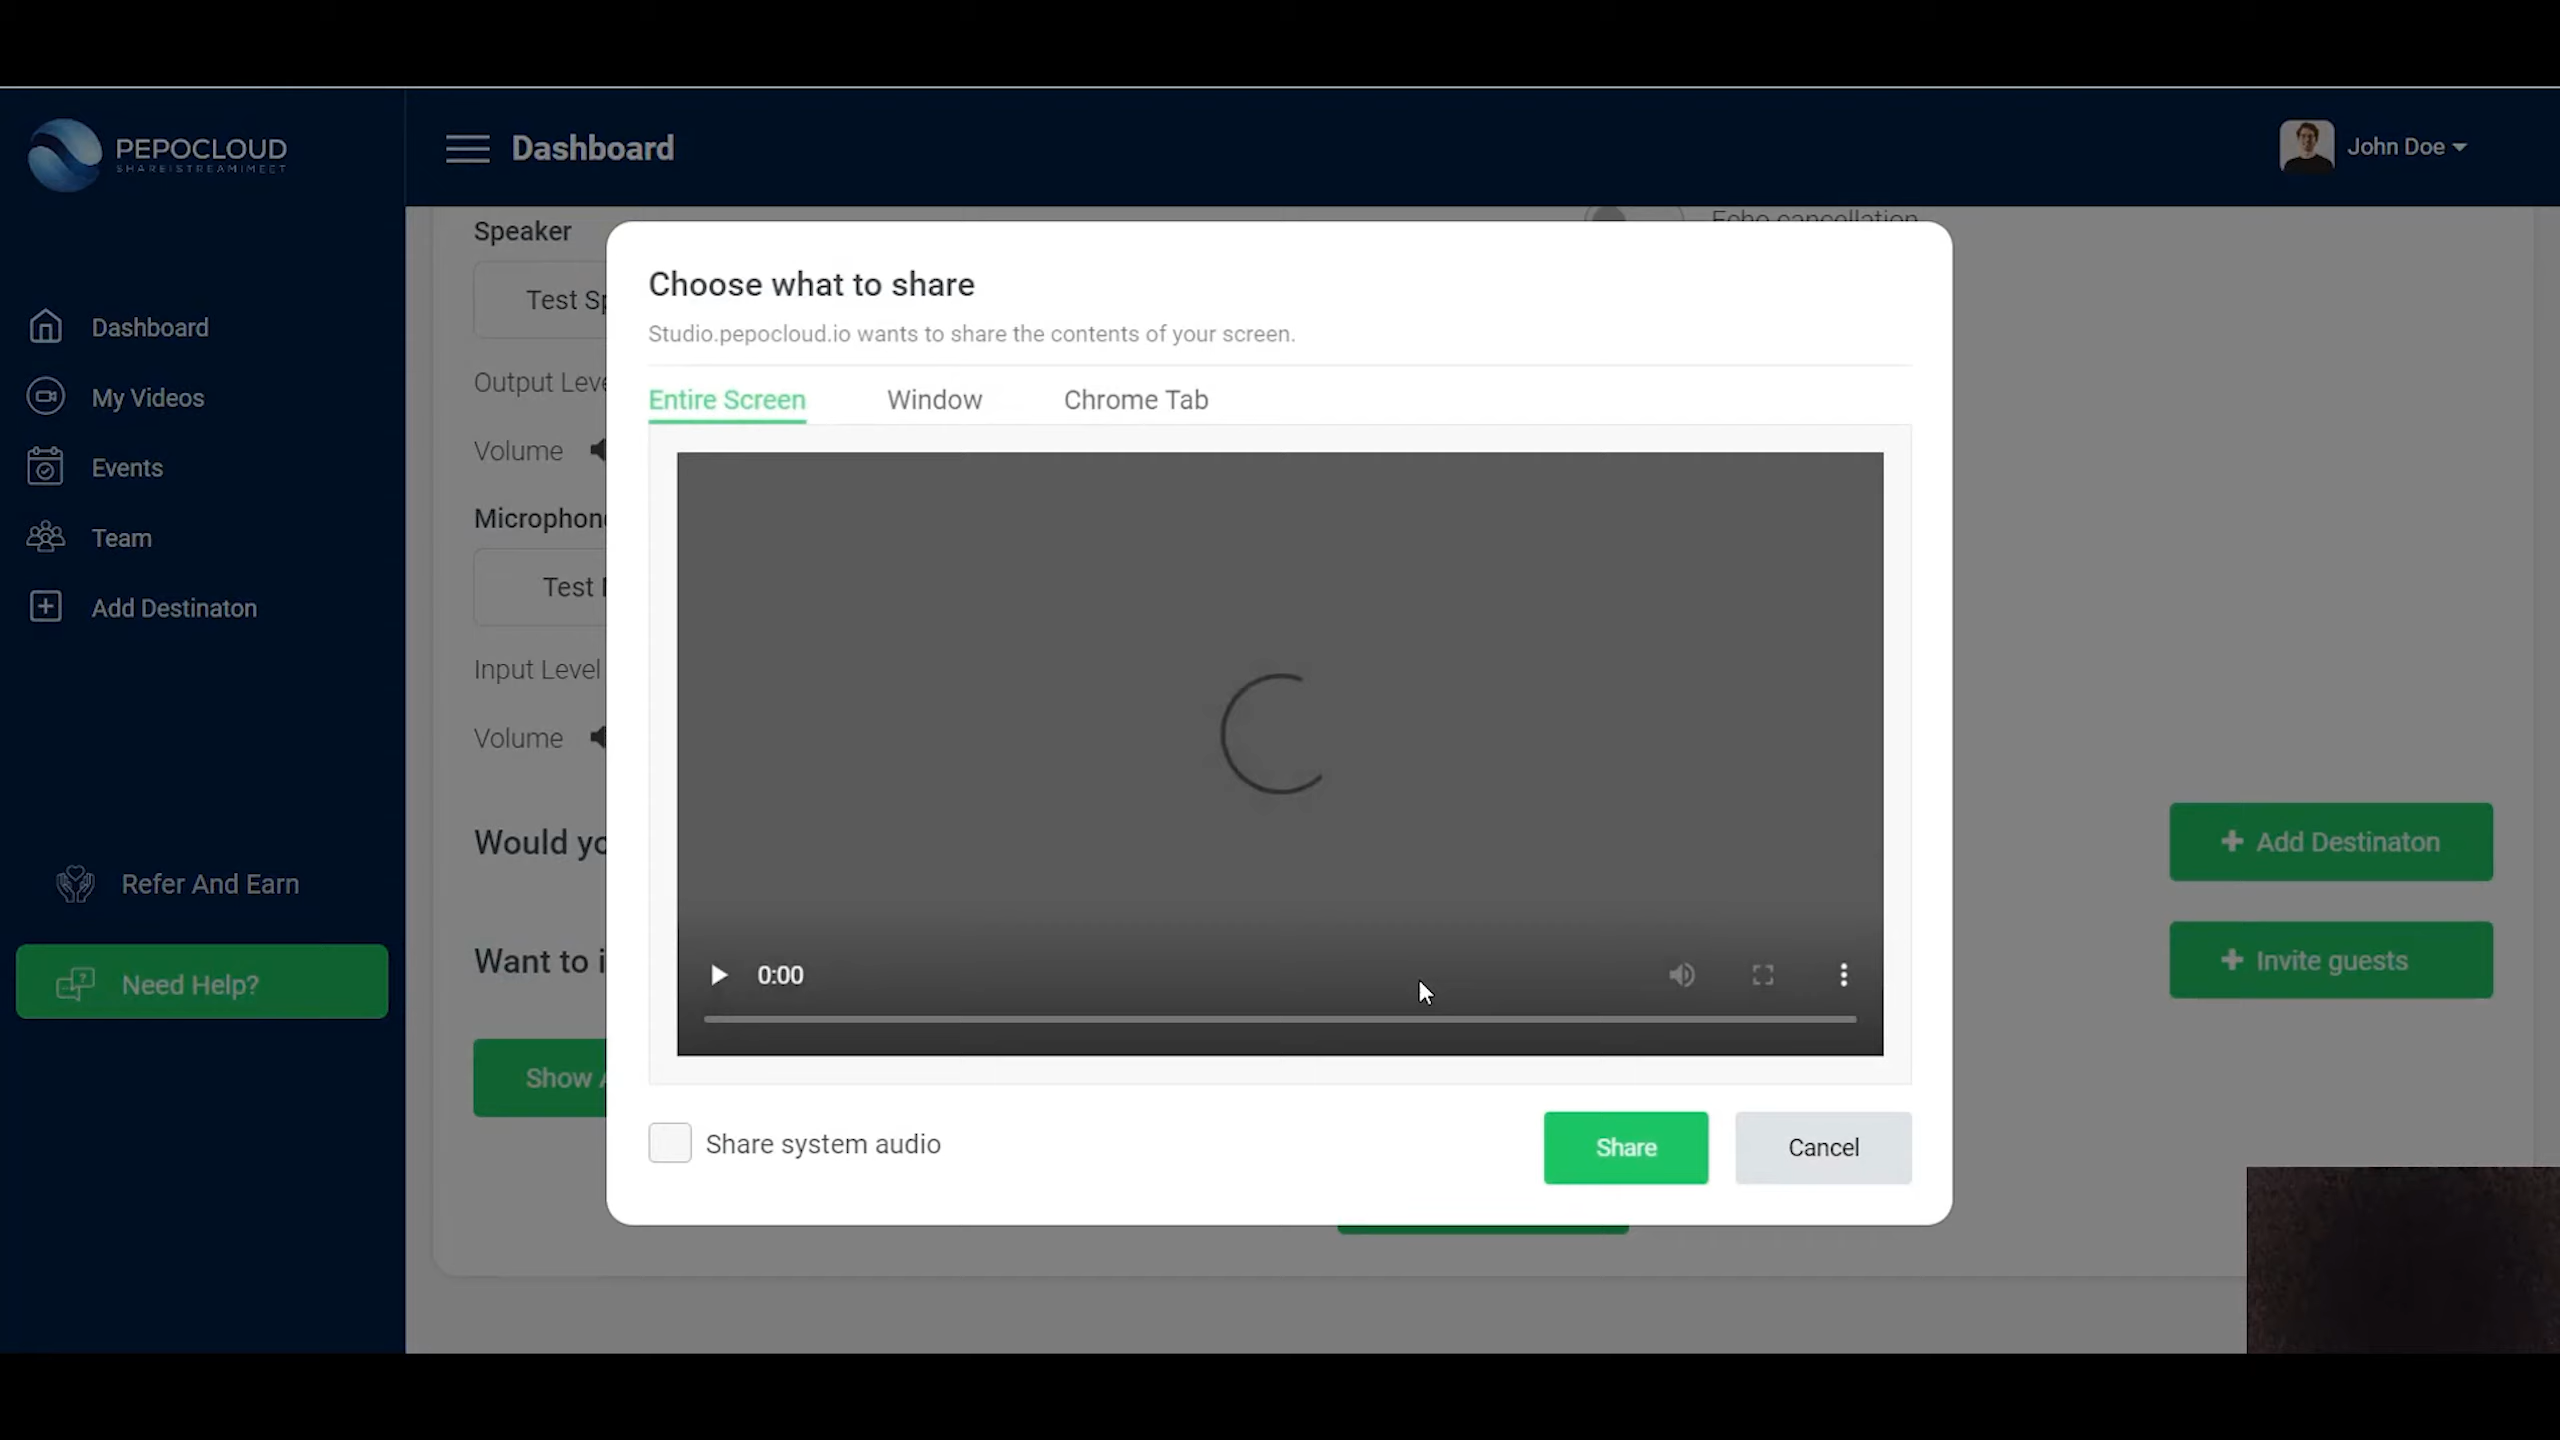 PEPOCLOUD
SHARE|STREAM|MEET
Dashboard
John Doe
Dashboard
My Videos
Events
Team
Add Destinaton
Refer And Earn
Need Help?
Speaker
Echo cancellation
Test Sp
Output Leve
Volume
Microphon
Test
Input Level
Volume
Would yo
Want to i
Show
Add Destinaton
Invite guests
Choose what to share
Studio.pepocloud.io wants to share the contents of your screen.
Entire Screen Window Chrome Tab
0:00
Share system audio
Share
Cancel